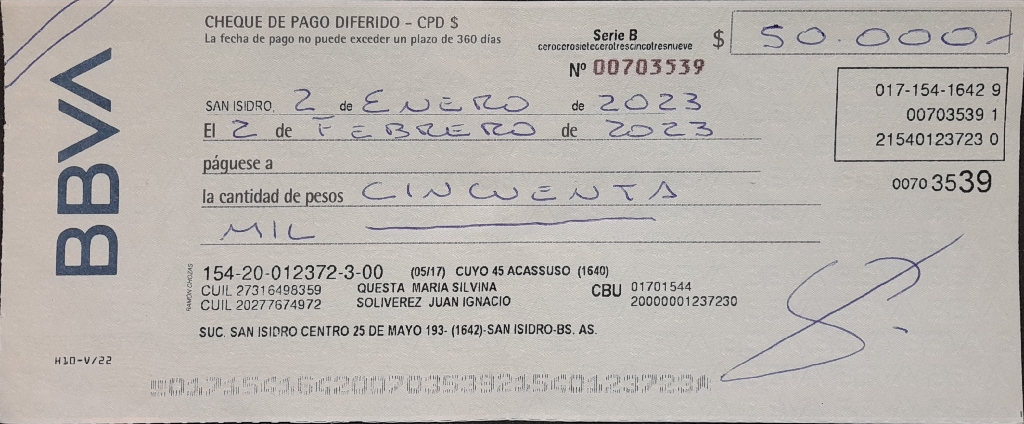 CHEQUE DE PAGO DIFERIDO - CPD $
La fecha de pago no puede exceder un plazo de 360 días
Serie B
cerocerosietecerotrescincotresnueve
Nº 00703539
$ 50.000-
BBVA
017-154-1642 9
00703539 1
21540123723 0
0070 3539
SAN ISIDRO, 2 de ENERO de 2023
El 2 de FEBRERO de 2023
páguese a
la cantidad de pesos CINCUENTA
MIL
RAMON CHOZAS
154-20-012372-3-00 (05/17) CUYO 45 ACASSUSO (1640)
CUIL 27316498359 QUESTA MARIA SILVINA CBU 01701544
CUIL 20277674972 SOLIVEREZ JUAN IGNACIO 20000001237230
SUC. SAN ISIDRO CENTRO 25 DE MAYO 193- (1642)-SAN ISIDRO-BS. AS.
H10-V/22
01715416420070353921540123723